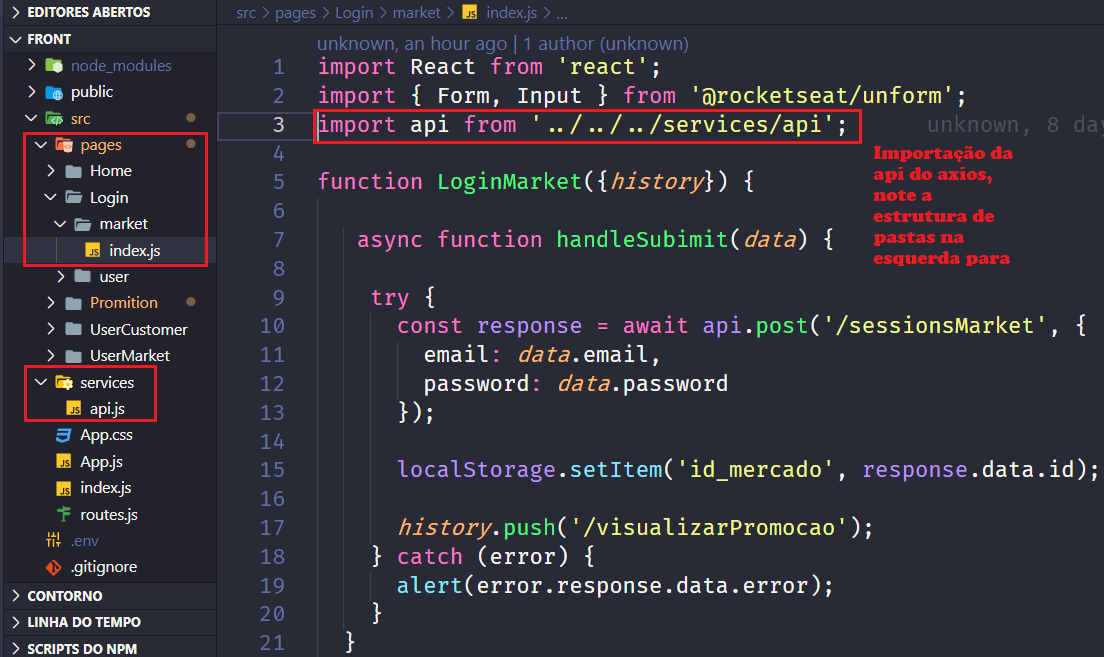 EDITORES ABERTOS
FRONT
node_modules
public
src
pages
Home
Login
market
index.js
user
Promition
UserCustomer
UserMarket
services
api.js
App.css
App.js
index.js
routes.js
.env
.gitignore
CONTORNO
LINHA DO TEMPO
SCRIPTS DO NPM
src > pages > Login > market > JS index.js > ...
unknown, an hour ago | 1 author (unknown)
1 import React from 'react';
2 import { Form, Input } from '@rocketseat/unform';
3 import api from '../../../services/api'; unknown, 8 day
4
5 function LoginMarket({history}) {
6
7 async function handleSubimit(data) {
8
9 try {
10 const response = await api.post('/sessionsMarket', {
11 email: data.email,
12 password: data.password
13 });
14
15 localStorage.setItem('id_mercado', response.data.id);
16
17 history.push('/visualizarPromocao');
18 } catch (error) {
19 alert(error.response.data.error);
20 }
21 }
Importação da
api do axios,
note a
estrutura de
pastas na
esquerda para